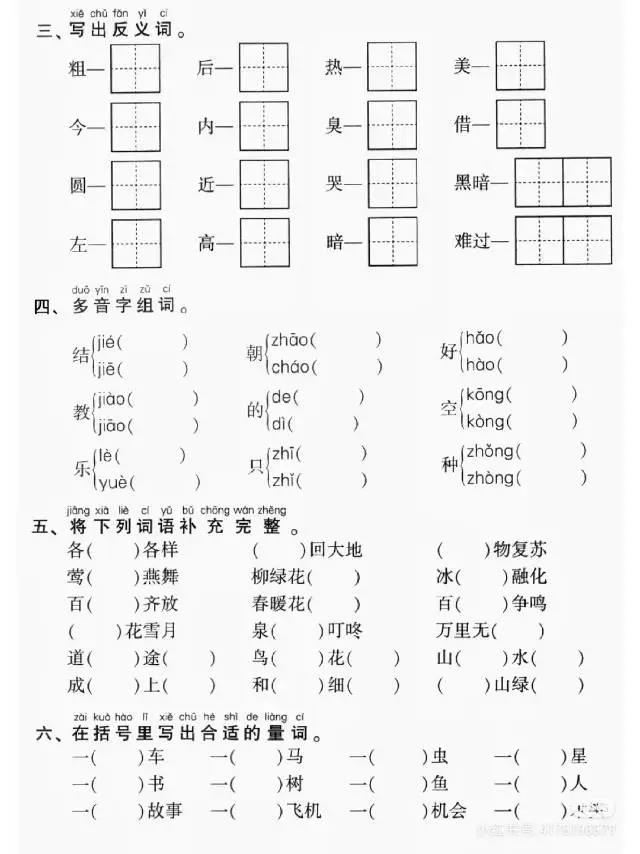 xiě chū fǎn yì cí
三、写出反义词。
粗— 后— 热— 美—
今— 内— 臭— 借—
圆— 近— 哭— 黑暗—
左— 高— 暗— 难过—
duō yīn zì zǔ cí
四、多音字组词。
结{jié( ) jiē( ) 朝{zhāo( ) cháo( ) 好{hǎo( ) hào( )
教{jiào( ) jiāo( ) 的{de( ) dì( ) 空{kōng( ) kòng( )
乐{lè( ) yuè( ) 只{zhī( ) zhǐ( ) 种{zhǒng( ) zhòng( )
jiāng xià liè cí yǔ bǔ chōng wán zhěng
五、将下列词语补充完整。
各( )各样 ( )回大地 ( )物复苏
莺( )燕舞 柳绿花( ) 冰( )融化
百( )齐放 春暖花( ) 百( )争鸣
( )花雪月 泉( )叮咚 万里无( )
道( )途( ) 鸟( )花( ) 山( )水( )
成( )上( ) 和( )细( ) ( )山绿( )
zài kuò hào lǐ xiě chū hé shì de liàng cí
六、在括号里写出合适的量词。
一( )车 一( )马 一( )虫 一( )星
一( )书 一( )树 一( )鱼 一( )人
一( )故事 一( )飞机 一( )机会 一( )
小红书号